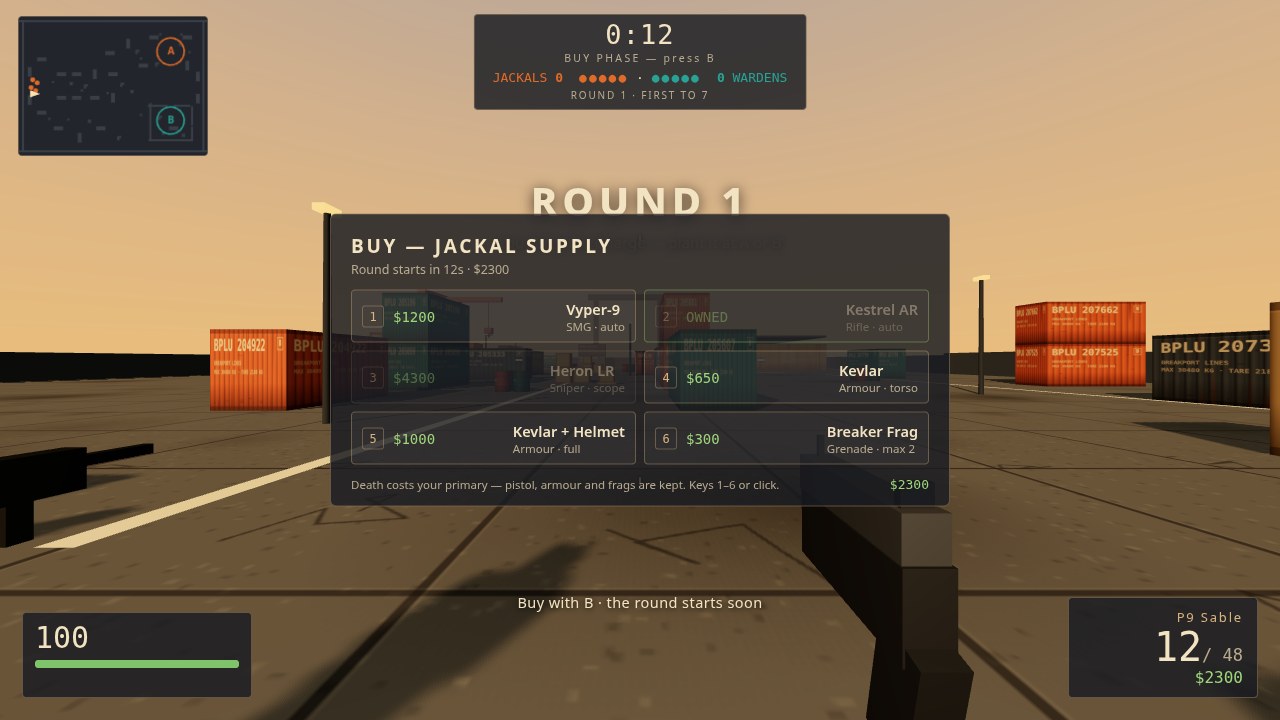 A
B
0:12
BUY PHASE — press B
JACKALS 0 ●●●●● · ●●●●● 0 WARDENS
ROUND 1 · FIRST TO 7
ROUND 1
BUY — JACKAL SUPPLY
Round starts in 12s · $2300
1 $1200 Vyper-9
SMG · auto
2 OWNED Kestrel AR
Rifle · auto
3 $4300 Heron LR
Sniper · scope
4 $650 Kevlar
Armour · torso
5 $1000 Kevlar + Helmet
Armour · full
6 $300 Breaker Frag
Grenade · max 2
Death costs your primary — pistol, armour and frags are kept. Keys 1–6 or click. $2300
BPLU 204922
BPLU 207662
BPLU 207525
BPLU 2073
BREAKPORT LINES
Buy with B · the round starts soon
100
P9 Sable
12 / 48
$2300